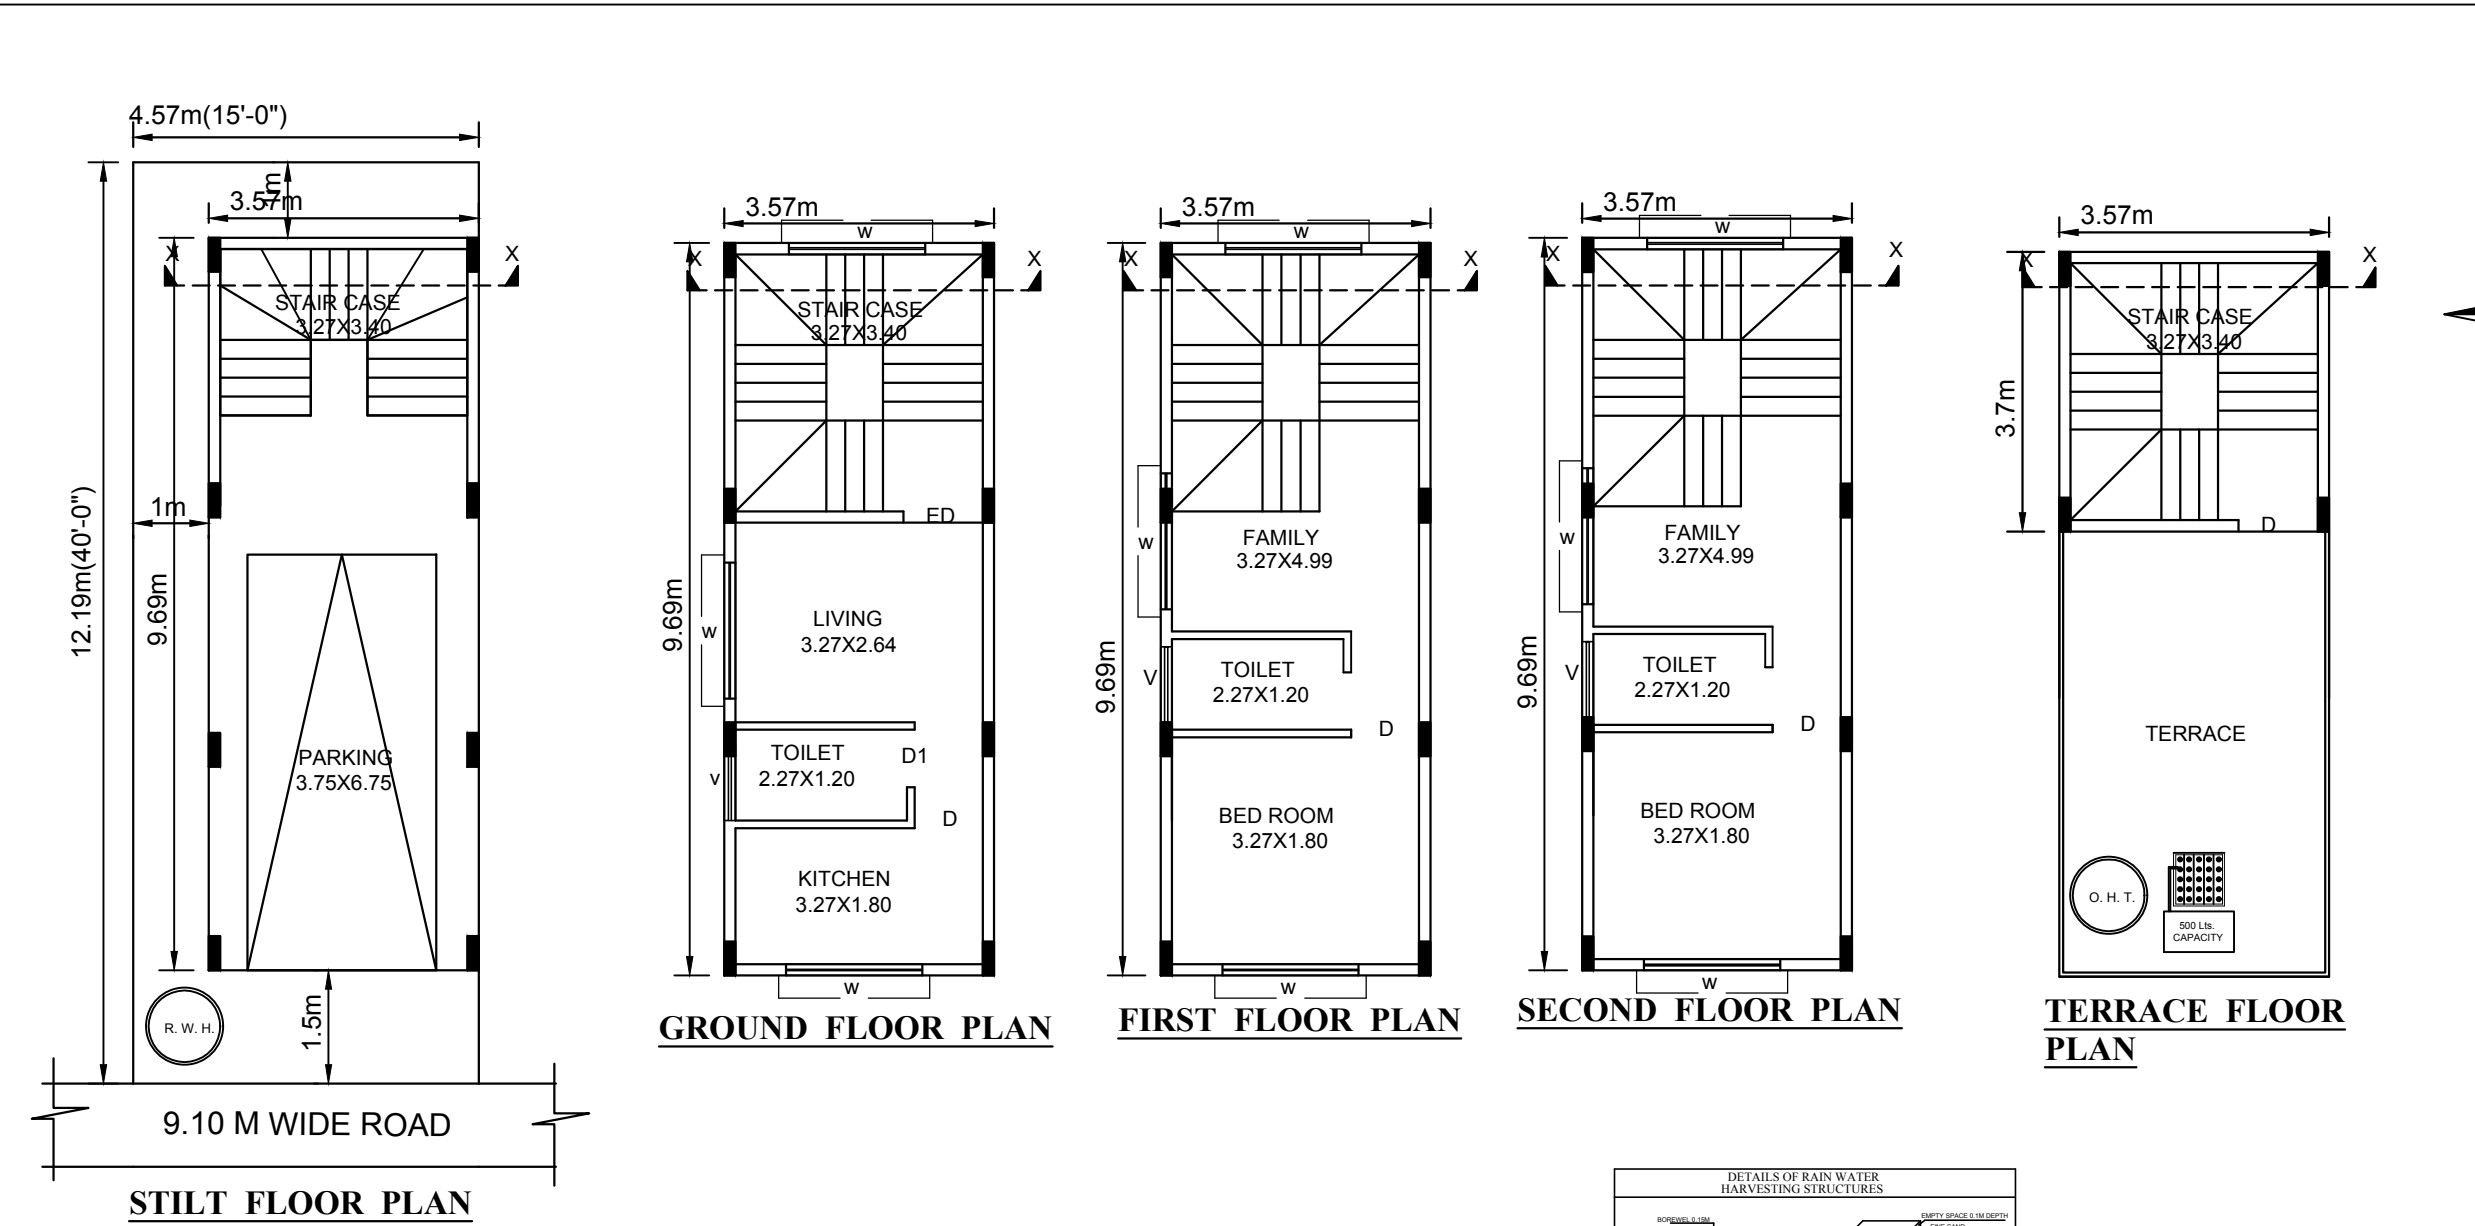 4.57m(15'-0")
1m
3.57m
X
X
STAIR CASE
3.27X3.40
12.19m(40'-0")
1m
9.69m
PARKING
3.75X6.75
R. W. H.
1.5m
9.10 M WIDE ROAD
STILT FLOOR PLAN
3.57m
W
X
X
STAIR CASE
3.27X3.40
ED
9.69m
W
LIVING
3.27X2.64
TOILET
2.27X1.20
D1
V
D
KITCHEN
3.27X1.80
W
GROUND FLOOR PLAN
3.57m
W
X
X
W
FAMILY
3.27X4.99
9.69m
V
TOILET
2.27X1.20
D
BED ROOM
3.27X1.80
W
FIRST FLOOR PLAN
3.57m
W
X
X
W
FAMILY
3.27X4.99
9.69m
V
TOILET
2.27X1.20
D
BED ROOM
3.27X1.80
W
SECOND FLOOR PLAN
3.57m
X
X
STAIR CASE
3.27X3.40
3.7m
D
TERRACE
O. H. T.
500 Lts.
CAPACITY
TERRACE FLOOR
PLAN
DETAILS OF RAIN WATER
HARVESTING STRUCTURES
BOREWEL 0.15M
EMPTY SPACE 0.1M DEPTH